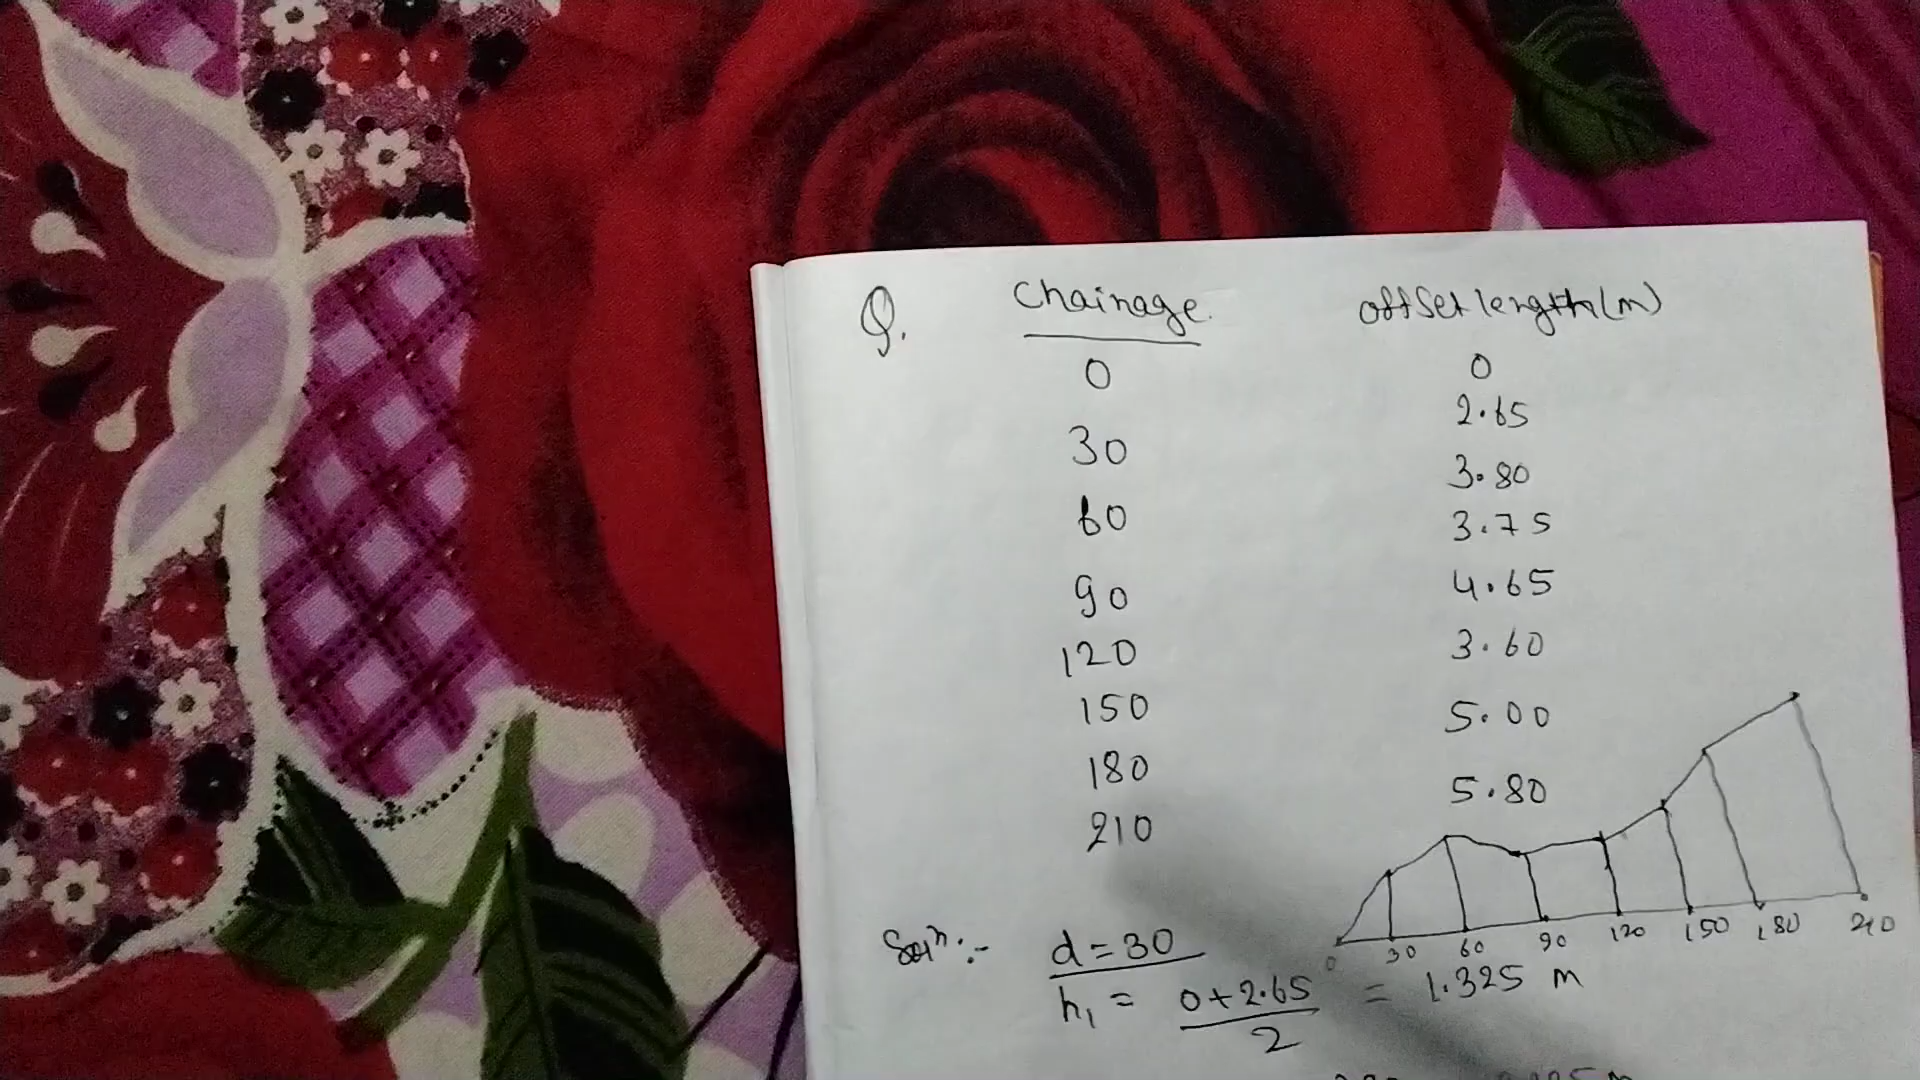 Q. Chainage. offset length (m)
0 0
30 2.65
60 3.80
90 3.75
120 4.65
150 3.60
180 5.00
210 5.80
0 30 60 90 120 150 180 210
Solⁿ :- d = 30
h₁ = 0+2.65/2 = 1.325 m